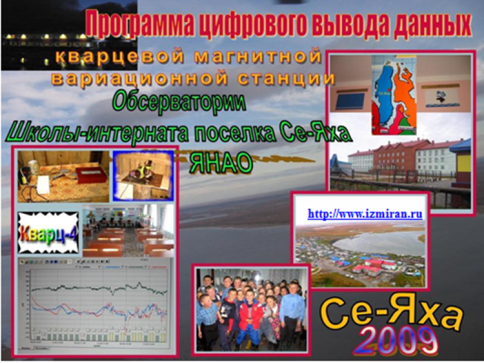 Программа цифрового вывода данных
кварцевой магнитной
вариационной станции
Обсерватории
Школы-интерната поселка Се-Яха
ЯНАО
http://www.izmiran.ru
Кварц-4
Се-Яха
2009